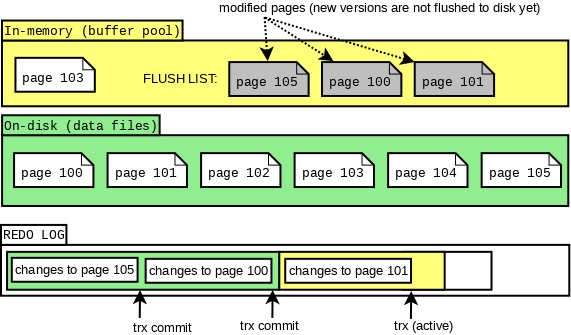 modified pages (new versions are not flushed to disk yet)
In-memory (buffer pool)
page 103
FLUSH LIST:
page 105
page 100
page 101
On-disk (data files)
page 100
page 101
page 102
page 103
page 104
page 105
REDO LOG
changes to page 105
changes to page 100
changes to page 101
trx commit
trx commit
trx (active)